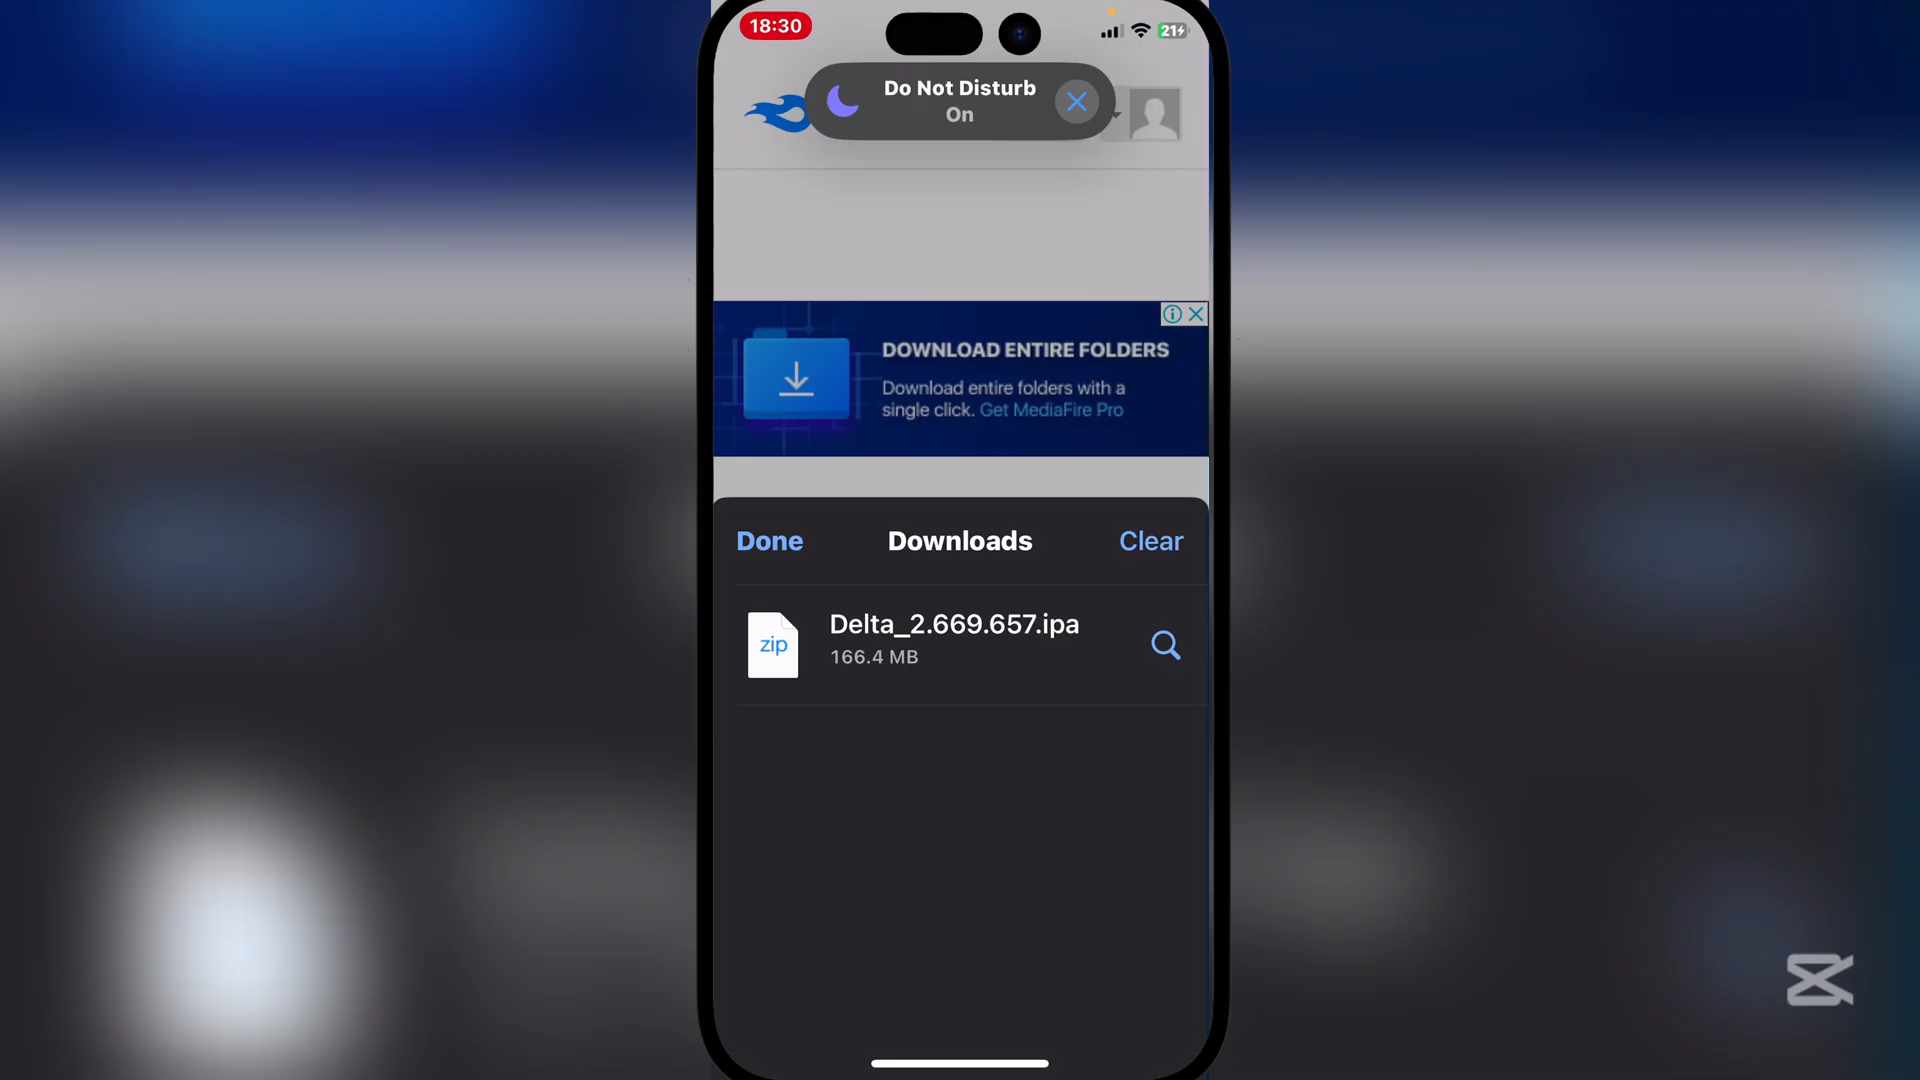 18:30
21
Do Not Disturb
On
DOWNLOAD ENTIRE FOLDERS
Download entire folders with a
single click. Get MediaFire Pro
Done
Downloads
Clear
zip
Delta_2.669.657.ipa
166.4 MB